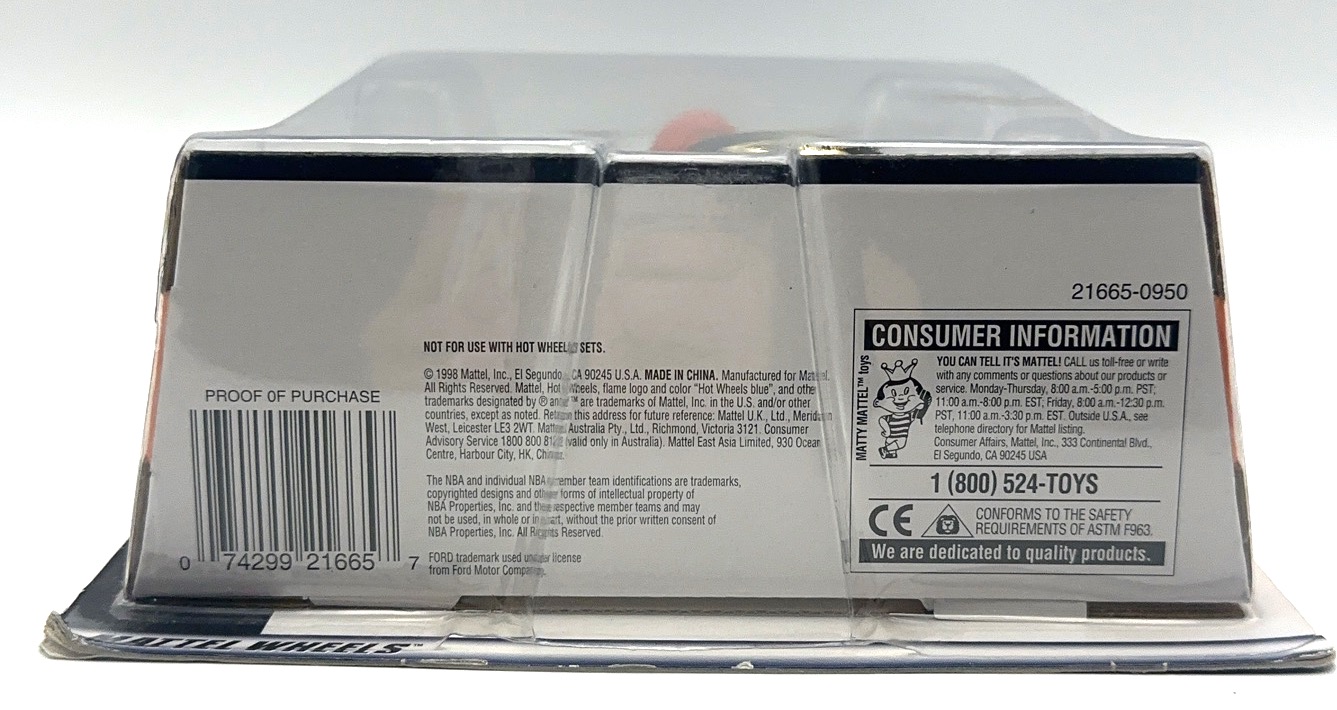 21665-0950
NOT FOR USE WITH HOT WHEELS SETS.
© 1998 Mattel, Inc., El Segundo, CA 90245 U.S.A. MADE IN CHINA. Manufactured for Mattel.
All Rights Reserved. Mattel, Hot Wheels, flame logo and color "Hot Wheels blue", and other
trademarks designated by ® and ™ are trademarks of Mattel, Inc. in the U.S. and/or other
countries, except as noted. Retain this address for future reference: Mattel U.K., Ltd., Meridian
West, Leicester LE3 2WT. Mattel Australia Pty., Ltd., Richmond, Victoria 3121. Consumer
Advisory Service 1800 800 812 (valid only in Australia). Mattel East Asia Limited, 930 Ocean
Centre, Harbour City, HK, China.
The NBA and individual NBA member team identifications are trademarks,
copyrighted designs and other forms of intellectual property of
NBA Properties, Inc. and the respective member teams and may
not be used, in whole or in part, without the prior written consent of
NBA Properties, Inc. All Rights Reserved.
FORD trademark used under license
from Ford Motor Company.
PROOF OF PURCHASE
0 74299 21665 7
CONSUMER INFORMATION
MATTY MATTEL™ toys
YOU CAN TELL IT'S MATTEL! CALL us toll-free or write
with any comments or questions about our products or
service. Monday-Thursday, 8:00 a.m.-5:00 p.m. PST,
11:00 a.m.-8:00 p.m. EST, Friday, 8:00 a.m.-12:30 p.m.
PST, 11:00 a.m.-3:30 p.m. EST. Outside U.S.A., see
telephone directory for Mattel listing.
Consumer Affairs, Mattel, Inc., 333 Continental Blvd.,
El Segundo, CA 90245 USA
1 (800) 524-TOYS
CE
CONFORMS TO THE SAFETY
REQUIREMENTS OF ASTM F963.
We are dedicated to quality products.
MATTEL WHEELS™